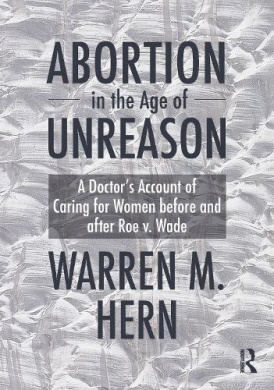 ABORTION
in the Age of
UNREASON
A Doctor's Account of
Caring for Women before and
after Roe v. Wade
WARREN M.
HERN
R